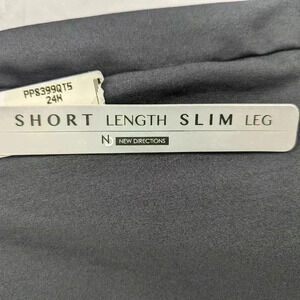 PPS399QT5
24W
SHORT LENGTH SLIM LEG
N NEW DIRECTIONS